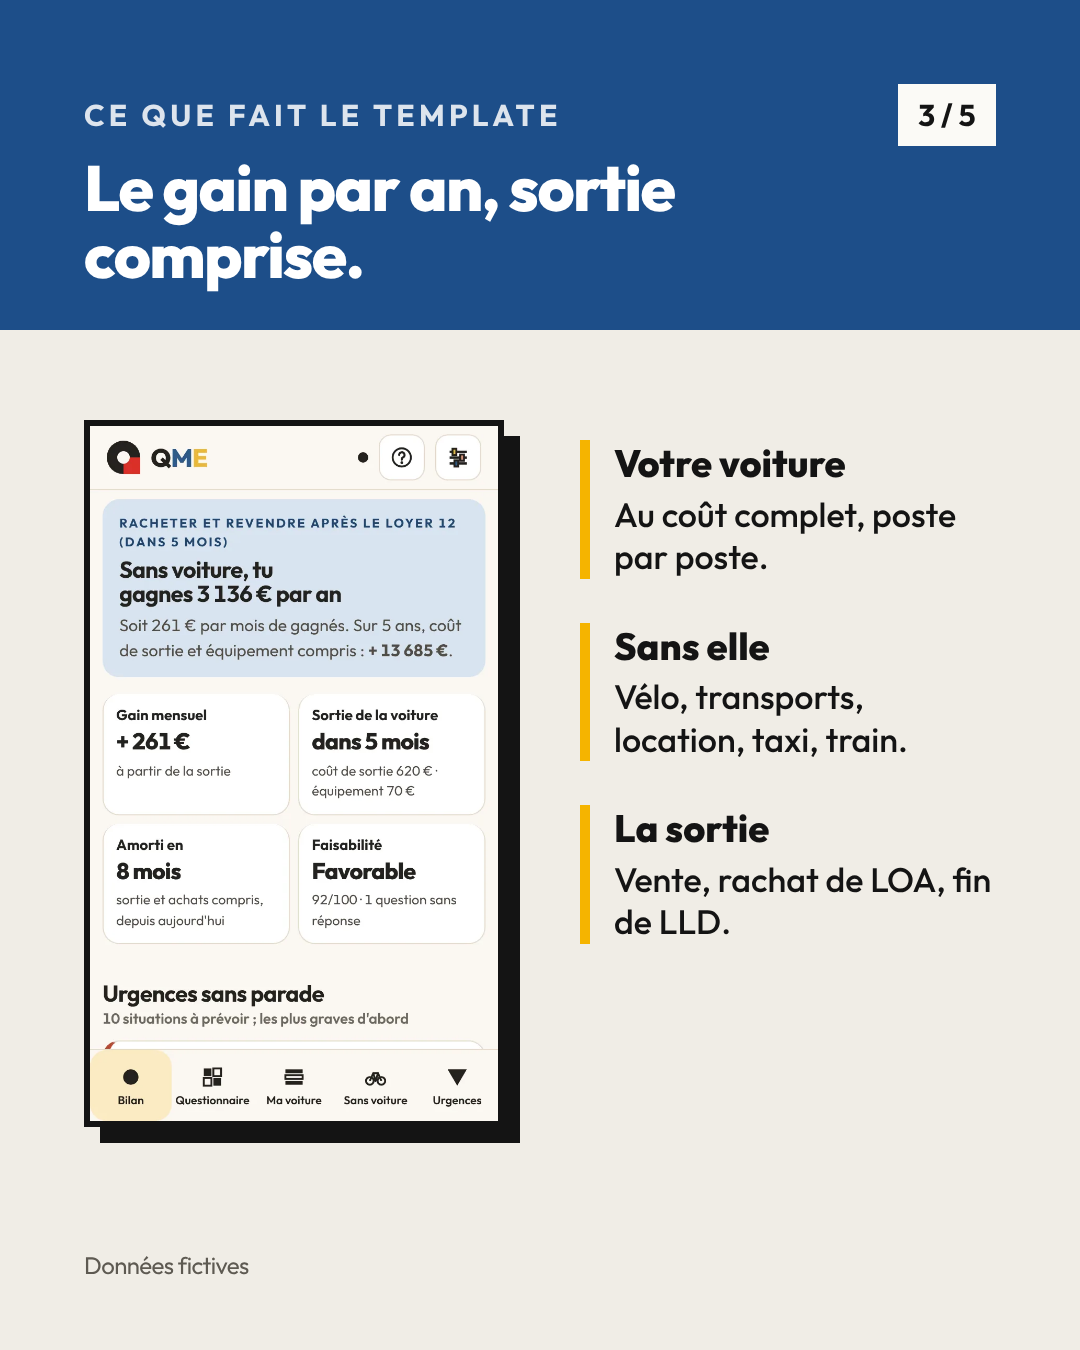 CE QUE FAIT LE TEMPLATE
3 / 5
Le gain par an, sortie
comprise.
QME
RACHETER ET REVENDRE APRÈS LE LOYER 12
(DANS 5 MOIS)
Sans voiture, tu
gagnes 3 136 € par an
Soit 261 € par mois de gagnés. Sur 5 ans, coût
de sortie et équipement compris : + 13 685 €.
Gain mensuel
+ 261 €
à partir de la sortie
Sortie de la voiture
dans 5 mois
coût de sortie 620 € ·
équipement 70 €
Amorti en
8 mois
sortie et achats compris,
depuis aujourd'hui
Faisabilité
Favorable
92/100 · 1 question sans
réponse
Urgences sans parade
10 situations à prévoir ; les plus graves d'abord
Bilan
Questionnaire
Ma voiture
Sans voiture
Urgences
Votre voiture
Au coût complet, poste
par poste.
Sans elle
Vélo, transports,
location, taxi, train.
La sortie
Vente, rachat de LOA, fin
de LLD.
Données fictives